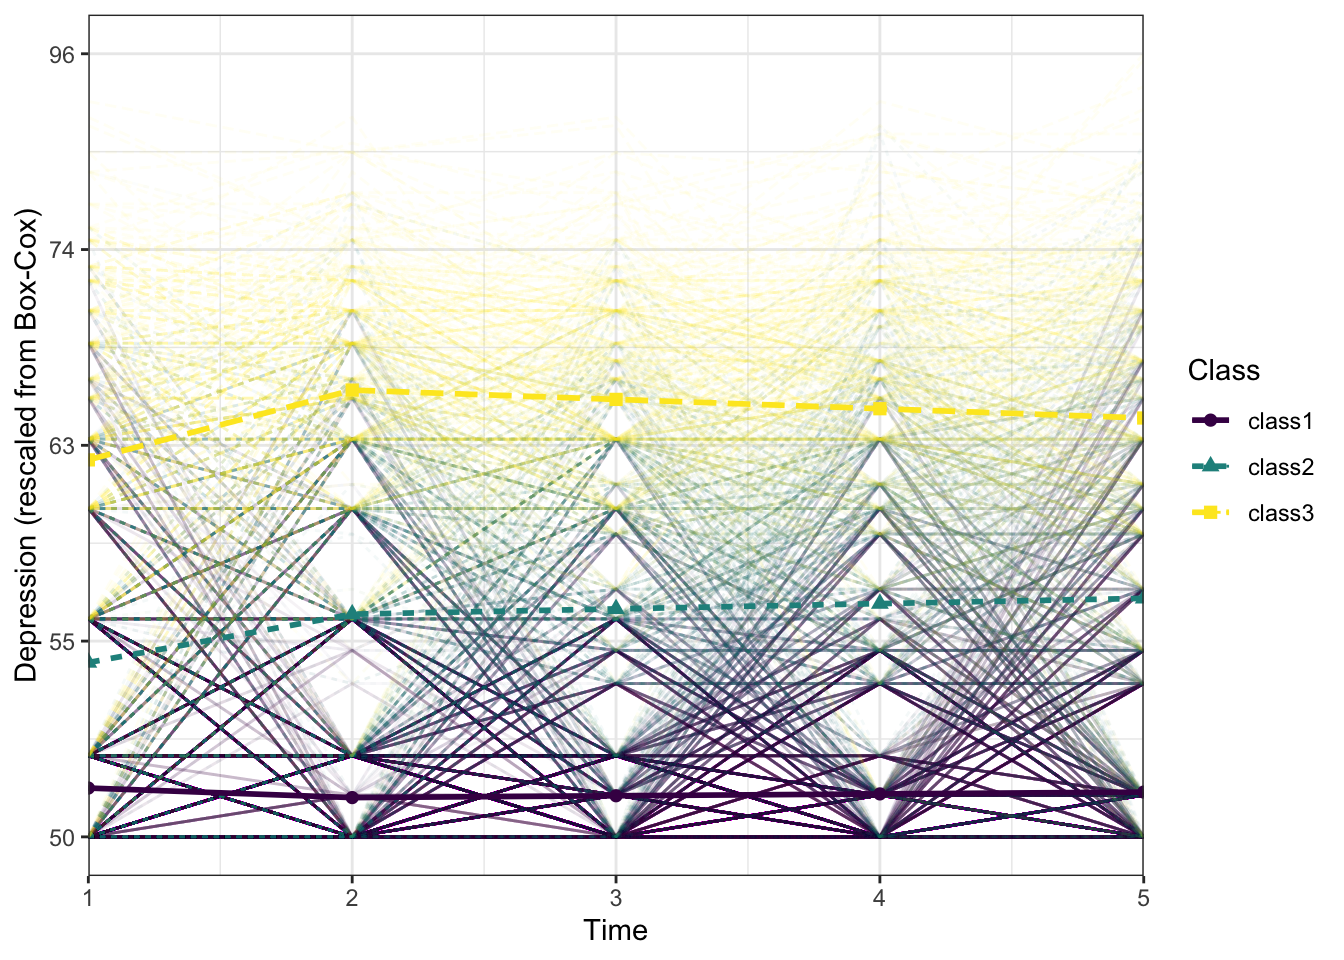 96
74
63
55
50
Depression (rescaled from Box-Cox)
1
2
3
4
5
Time
Class
class1
class2
class3